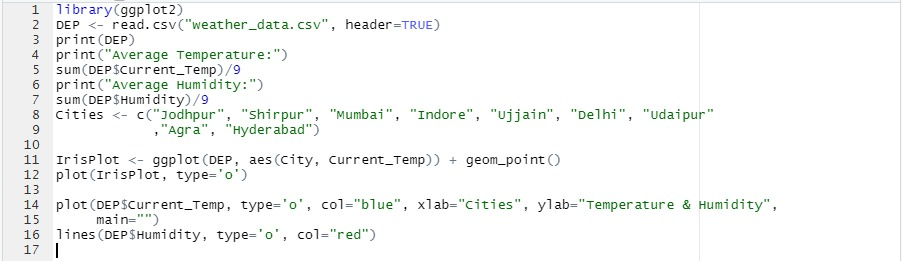 1 library(ggplot2)
2 DEP <- read.csv("weather_data.csv", header=TRUE)
3 print(DEP)
4 print("Average Temperature:")
5 sum(DEP$Current_Temp)/9
6 print("Average Humidity:")
7 sum(DEP$Humidity)/9
8 Cities <- c("Jodhpur", "Shirpur", "Mumbai", "Indore", "Ujjain", "Delhi", "Udaipur"
9 ,"Agra", "Hyderabad")
10
11 IrisPlot <- ggplot(DEP, aes(City, Current_Temp)) + geom_point()
12 plot(IrisPlot, type='o')
13
14 plot(DEP$Current_Temp, type='o', col="blue", xlab="Cities", ylab="Temperature & Humidity",
15 main="")
16 lines(DEP$Humidity, type='o', col="red")
17